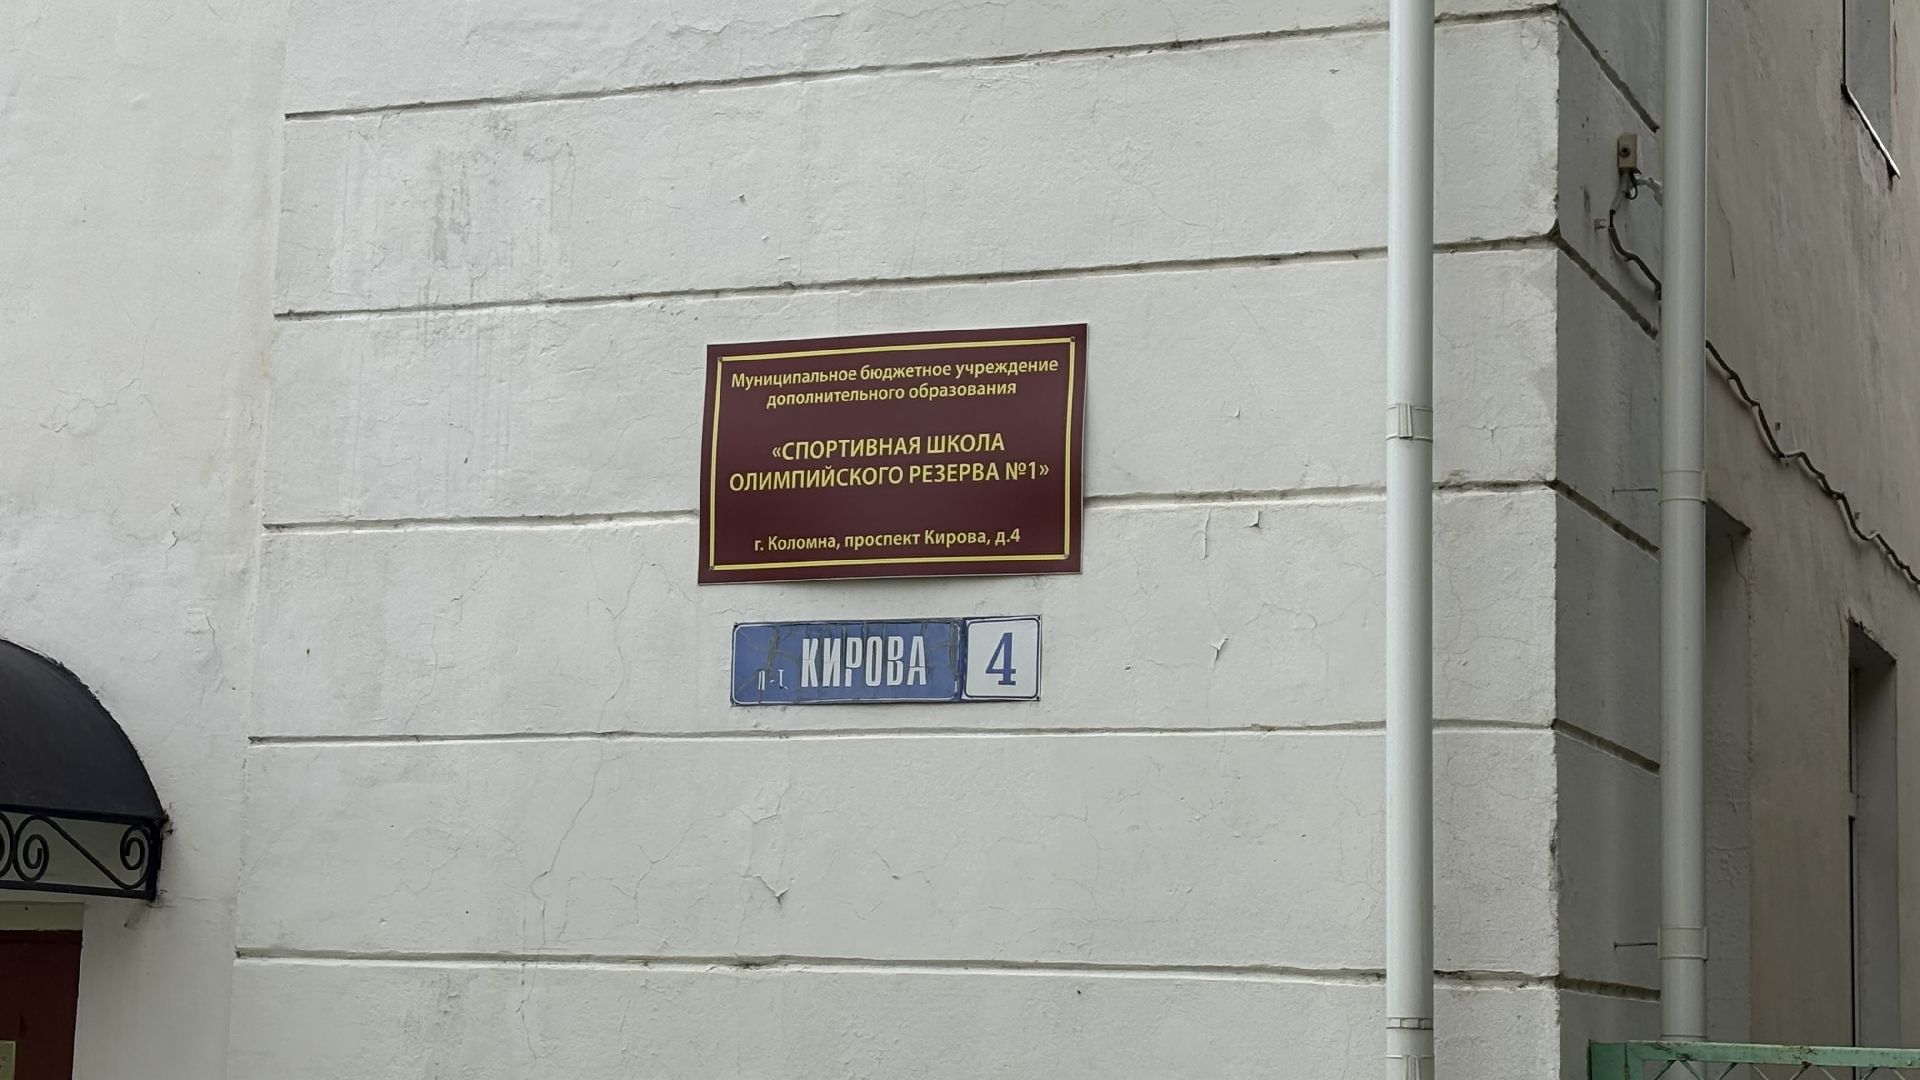 Муниципальное бюджетное учреждение
дополнительного образования
«СПОРТИВНАЯ ШКОЛА
ОЛИМПИЙСКОГО РЕЗЕРВА №1»
г. Коломна, проспект Кирова, д.4
п-т. КИРОВА 4